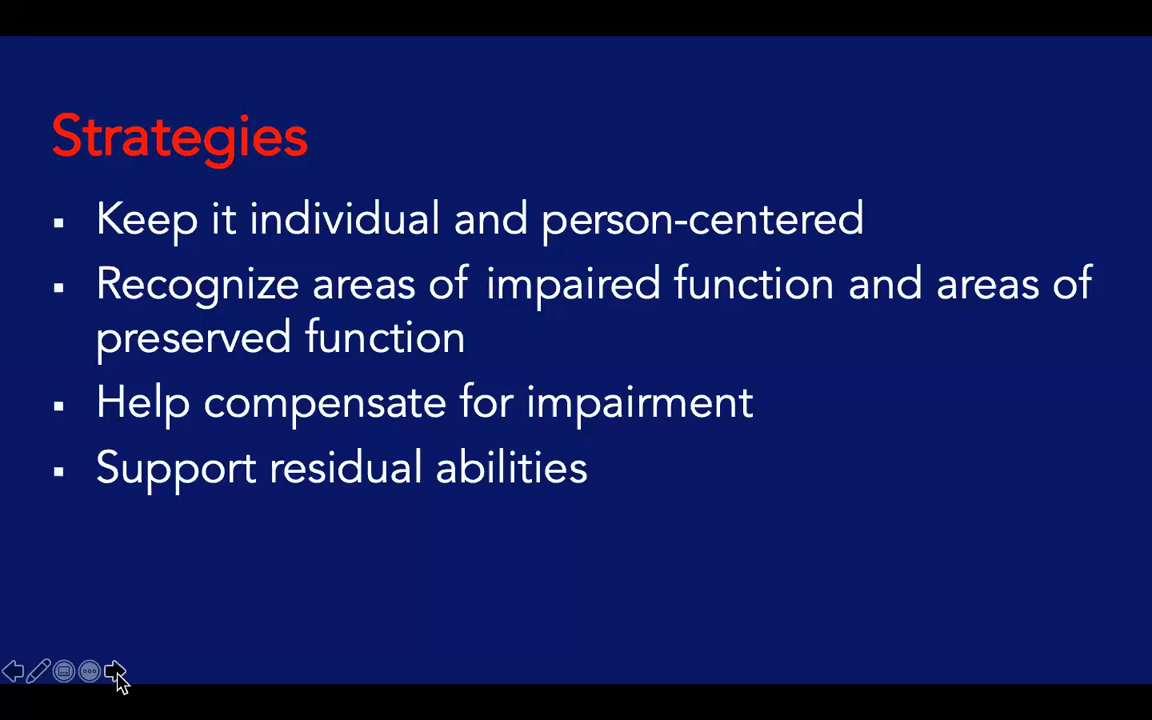 Strategies
▪ Keep it individual and person-centered
▪ Recognize areas of impaired function and areas of
preserved function
▪ Help compensate for impairment
▪ Support residual abilities